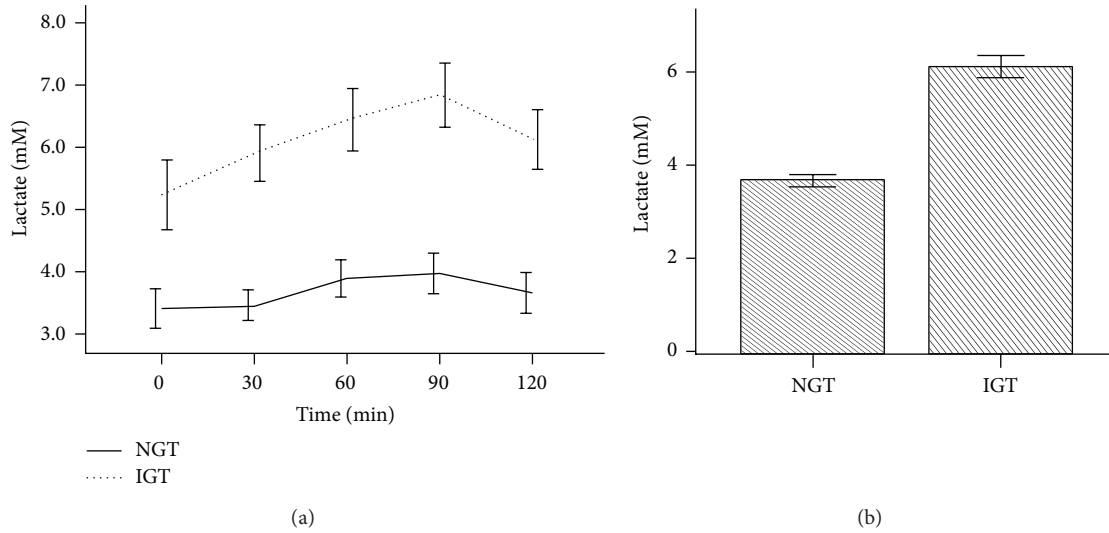 8.0
7.0
6.0
5.0
4.0
3.0
Lactate (mM)
0 30 60 90 120
Time (min)
NGT
IGT
(a)
6
4
2
0
Lactate (mM)
NGT IGT
(b)